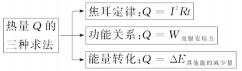 热量 Q 的
三种求法
焦耳定律:Q = I²Rt
功能关系:Q = W克服安培力
能量转化:Q = ΔE其他能的减少量